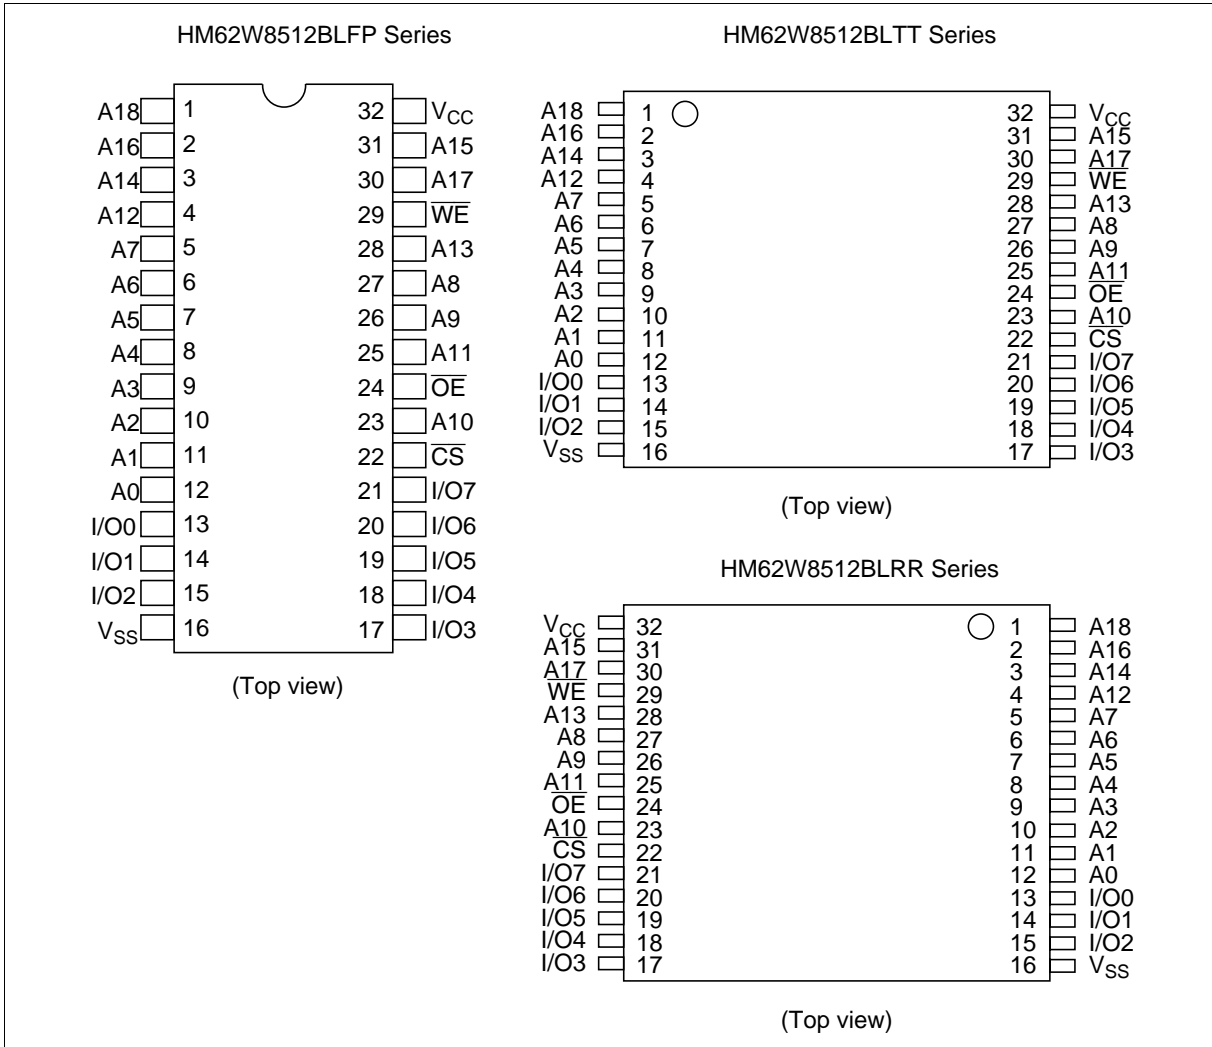 HM62W8512BLFP Series
A18 1 32 VCC
A16 2 31 A15
A14 3 30 A17
A12 4 29 W̅E̅
A7 5 28 A13
A6 6 27 A8
A5 7 26 A9
A4 8 25 A11
A3 9 24 O̅E̅
A2 10 23 A10
A1 11 22 C̅S̅
A0 12 21 I/O7
I/O0 13 20 I/O6
I/O1 14 19 I/O5
I/O2 15 18 I/O4
VSS 16 17 I/O3
(Top view)
HM62W8512BLTT Series
A18 1 32 VCC
A16 2 31 A15
A14 3 30 A17
A12 4 29 W̅E̅
A7 5 28 A13
A6 6 27 A8
A5 7 26 A9
A4 8 25 A11
A3 9 24 O̅E̅
A2 10 23 A10
A1 11 22 C̅S̅
A0 12 21 I/O7
I/O0 13 20 I/O6
I/O1 14 19 I/O5
I/O2 15 18 I/O4
VSS 16 17 I/O3
(Top view)
HM62W8512BLRR Series
VCC 32 1 A18
A15 31 2 A16
A17 30 3 A14
W̅E̅ 29 4 A12
A13 28 5 A7
A8 27 6 A6
A9 26 7 A5
A11 25 8 A4
O̅E̅ 24 9 A3
A10 23 10 A2
C̅S̅ 22 11 A1
I/O7 21 12 A0
I/O6 20 13 I/O0
I/O5 19 14 I/O1
I/O4 18 15 I/O2
I/O3 17 16 VSS
(Top view)